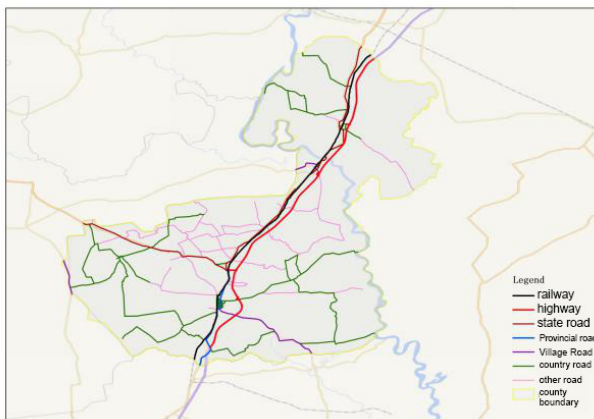 Legend
railway
highway
state road
Provincial road
Village Road
country road
other road
county
boundary